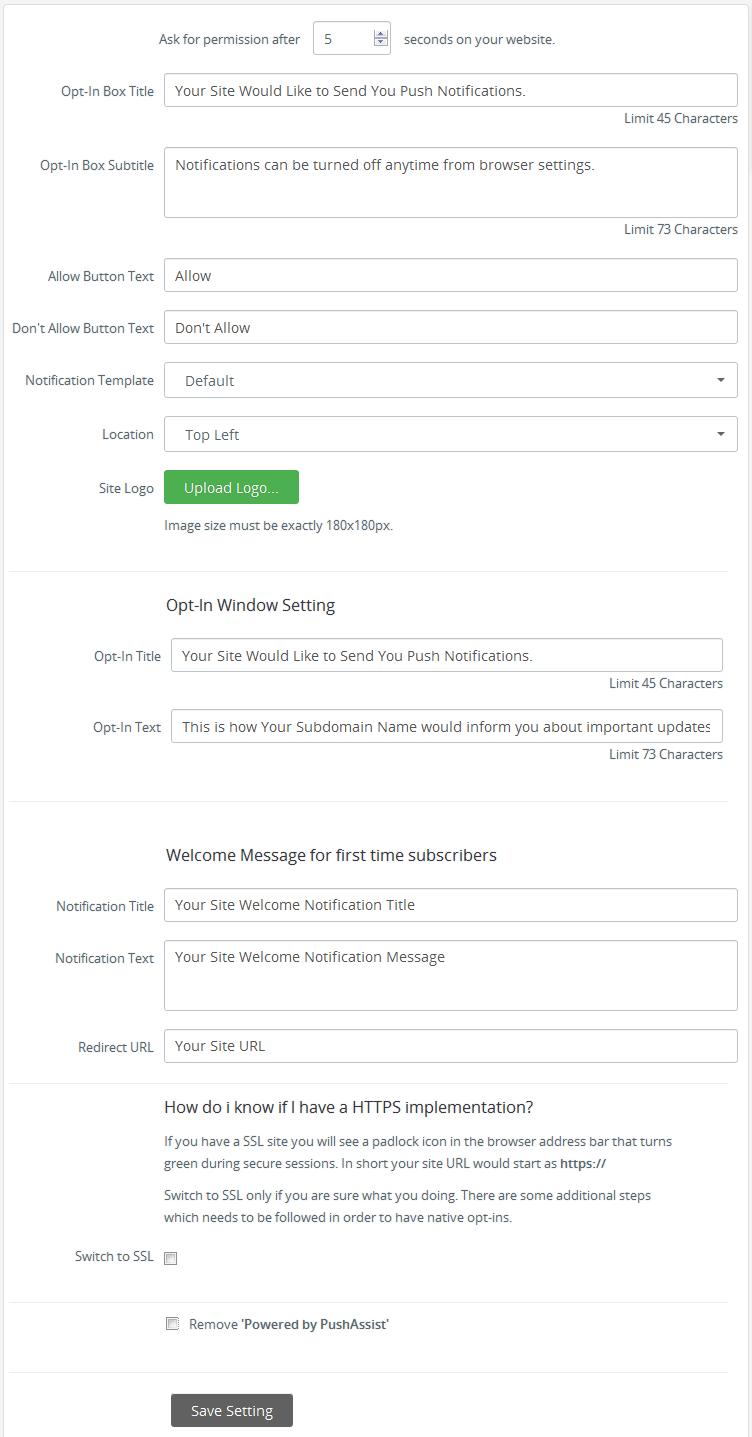 Ask for permission after 5 seconds on your website.
Opt-In Box Title Your Site Would Like to Send You Push Notifications.
Limit 45 Characters
Opt-In Box Subtitle Notifications can be turned off anytime from browser settings.
Limit 73 Characters
Allow Button Text Allow
Don't Allow Button Text Don't Allow
Notification Template Default
Location Top Left
Site Logo Upload Logo...
Image size must be exactly 180x180px.
Opt-In Window Setting
Opt-In Title Your Site Would Like to Send You Push Notifications.
Limit 45 Characters
Opt-In Text This is how Your Subdomain Name would inform you about important updates
Limit 73 Characters
Welcome Message for first time subscribers
Notification Title Your Site Welcome Notification Title
Notification Text Your Site Welcome Notification Message
Redirect URL Your Site URL
How do i know if I have a HTTPS implementation?
If you have a SSL site you will see a padlock icon in the browser address bar that turns
green during secure sessions. In short your site URL would start as https://
Switch to SSL only if you are sure what you doing. There are some additional steps
which needs to be followed in order to have native opt-ins.
Switch to SSL
Remove 'Powered by PushAssist'
Save Setting